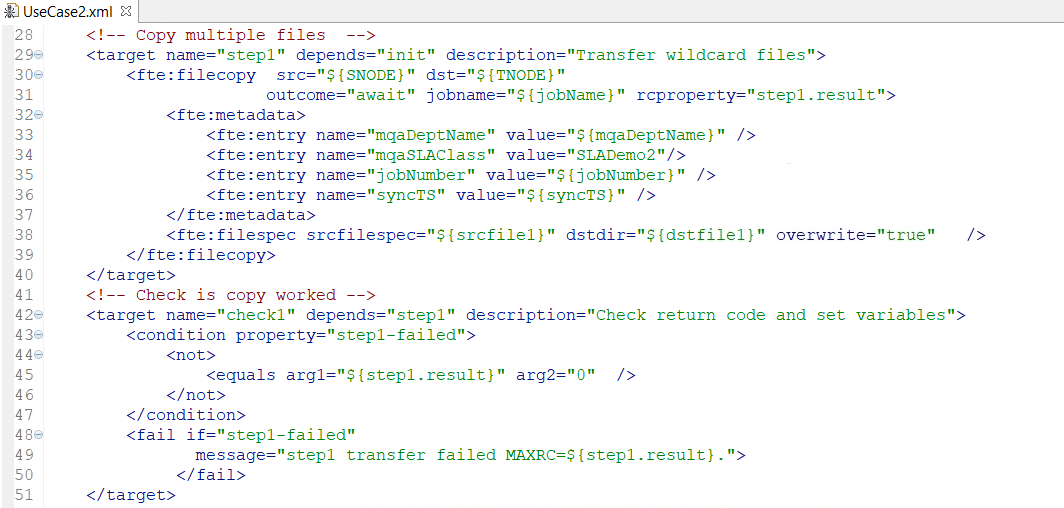 UseCase2.xml
28 <!-- Copy multiple files  -->
29 <target name="step1" depends="init" description="Transfer wildcard files">
30 <fte:filecopy  src="${SNODE}" dst="${TNODE}"
31 outcome="await" jobname="${jobName}" rcproperty="step1.result">
32 <fte:metadata>
33 <fte:entry name="mqaDeptName" value="${mqaDeptName}" />
34 <fte:entry name="mqaSLAClass" value="SLADemo2"/>
35 <fte:entry name="jobNumber" value="${jobNumber}" />
36 <fte:entry name="syncTS" value="${syncTS}" />
37 </fte:metadata>
38 <fte:filespec srcfilespec="${srcfile1}" dstdir="${dstfile1}" overwrite="true"   />
39 </fte:filecopy>
40 </target>
41 <!-- Check is copy worked -->
42 <target name="check1" depends="step1" description="Check return code and set variables">
43 <condition property="step1-failed">
44 <not>
45 <equals arg1="${step1.result}" arg2="0"  />
46 </not>
47 </condition>
48 <fail if="step1-failed"
49 message="step1 transfer failed MAXRC=${step1.result}.">
50 </fail>
51 </target>